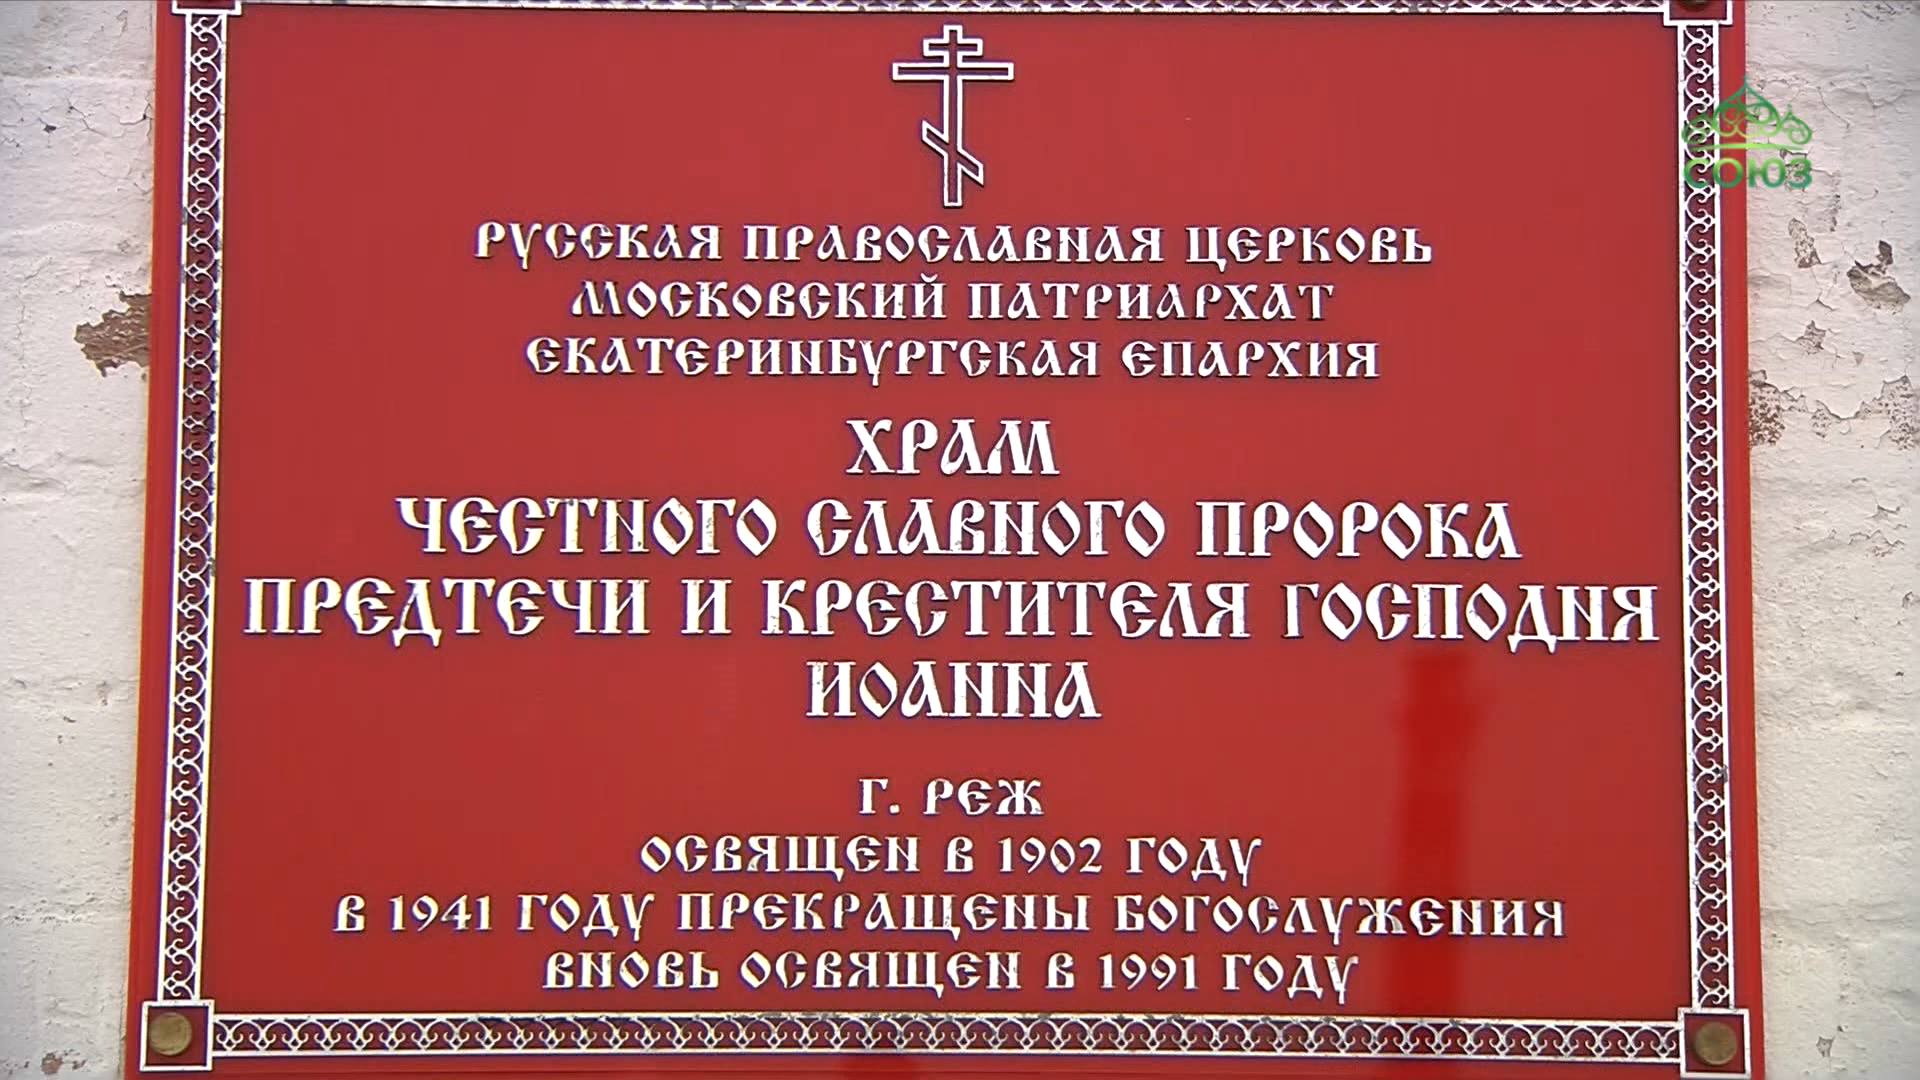 СОЮЗ
РУССКАЯ ПРАВОСЛАВНАЯ ЦЕРКОВЬ
МОСКОВСКИЙ ПАТРИАРХАТ
ЕКАТЕРИНБУРГСКАЯ ЕПАРХИЯ
ХРАМ
ЧЕСТНОГО СЛАВНОГО ПРОРОКА
ПРЕДТЕЧИ И КРЕСТИТЕЛЯ ГОСПОДНЯ
ИОАННА
Г. РЕЖ
ОСВЯЩЕН В 1902 ГОДУ
В 1941 ГОДУ ПРЕКРАЩЕНЫ БОГОСЛУЖЕНИЯ
ВНОВЬ ОСВЯЩЕН В 1991 ГОДУ